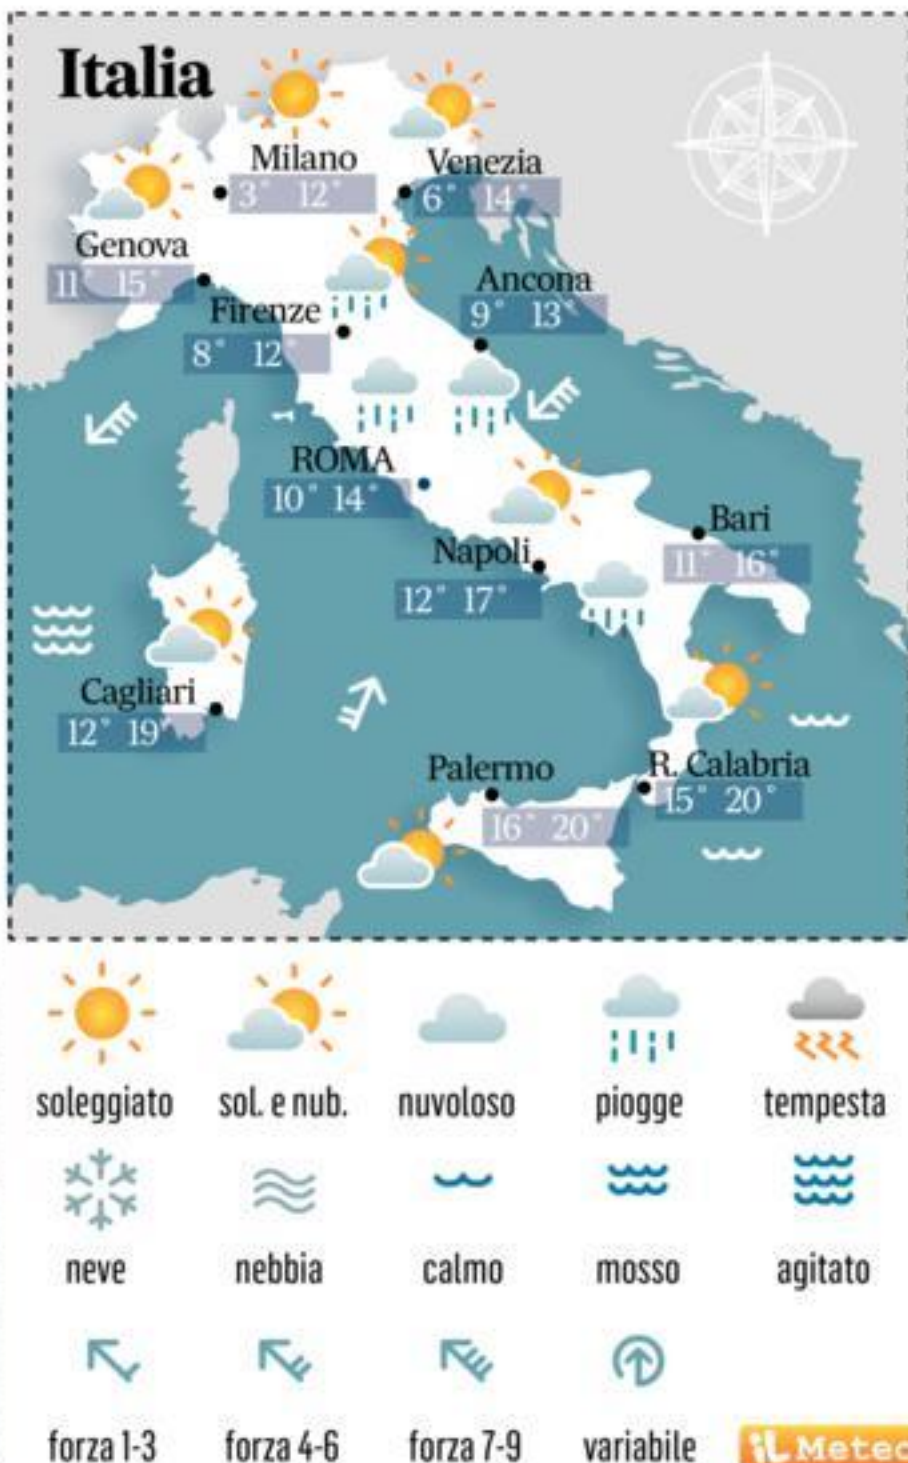 Italia
Milano
3° 12°
Venezia
6° 14°
Genova
11° 15°
Firenze
8° 12°
Ancona
9° 13°
ROMA
10° 14°
Bari
11° 16°
Napoli
12° 17°
Cagliari
12° 19°
Palermo
16° 20°
R. Calabria
15° 20°
soleggiato sol. e nub. nuvoloso piogge tempesta
neve nebbia calmo mosso agitato
forza 1-3 forza 4-6 forza 7-9 variabile
iL Meteo